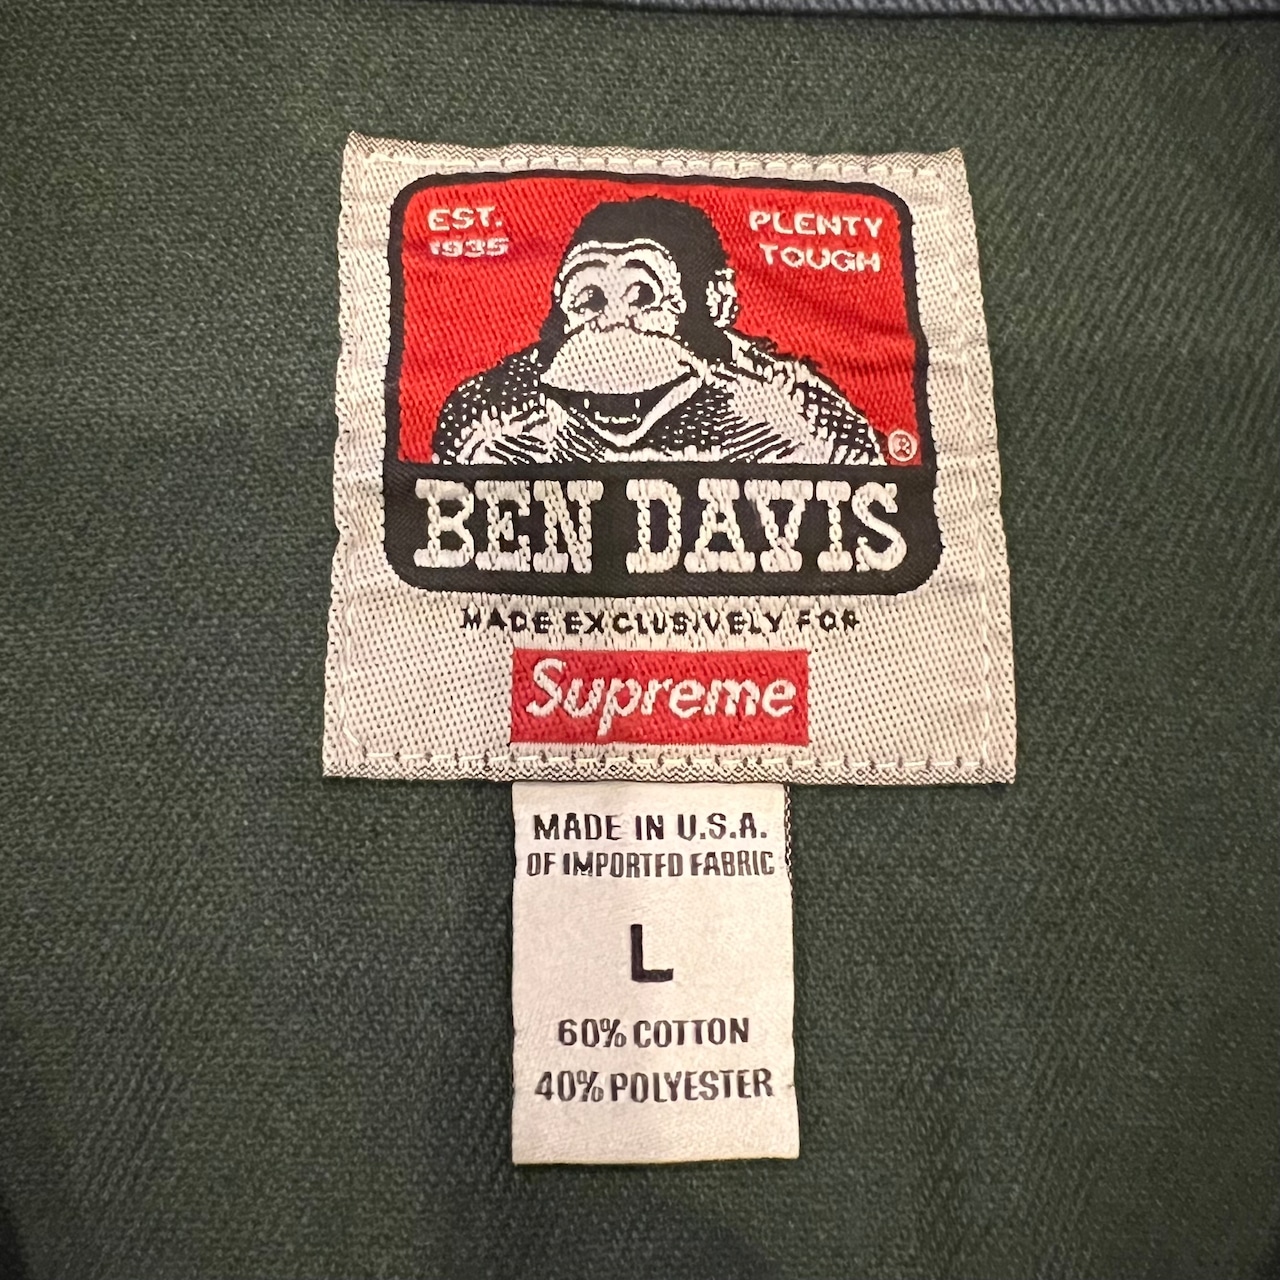 EST.
1935
PLENTY
TOUGH
®
BEN DAVIS
MADE EXCLUSIVELY FOR
Supreme
MADE IN U.S.A.
OF IMPORTED FABRIC
L
60% COTTON
40% POLYESTER